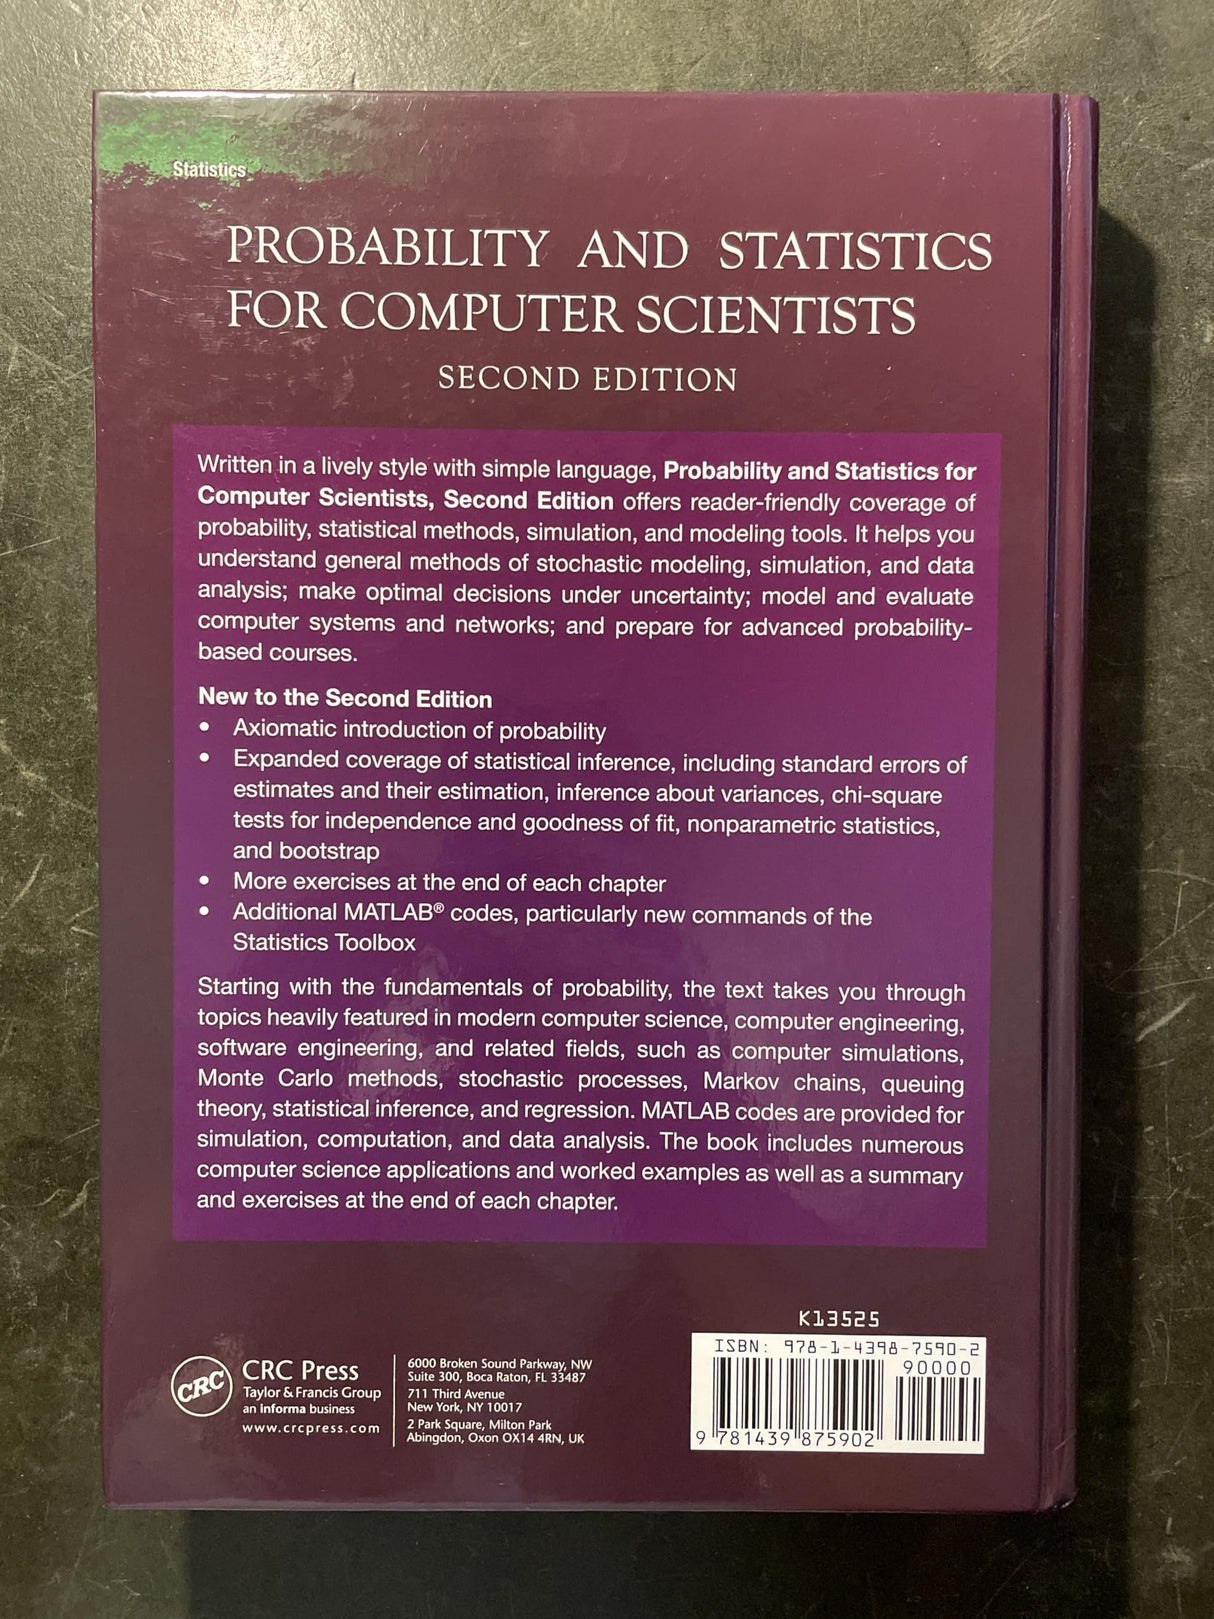 Statistics
PROBABILITY AND STATISTICS
FOR COMPUTER SCIENTISTS
SECOND EDITION
Written in a lively style with simple language, Probability and Statistics for
Computer Scientists, Second Edition offers reader-friendly coverage of
probability, statistical methods, simulation, and modeling tools. It helps you
understand general methods of stochastic modeling, simulation, and data
analysis; make optimal decisions under uncertainty; model and evaluate
computer systems and networks; and prepare for advanced probability-
based courses.
New to the Second Edition
• Axiomatic introduction of probability
• Expanded coverage of statistical inference, including standard errors of
estimates and their estimation, inference about variances, chi-square
tests for independence and goodness of fit, nonparametric statistics,
and bootstrap
• More exercises at the end of each chapter
• Additional MATLAB® codes, particularly new commands of the
Statistics Toolbox
Starting with the fundamentals of probability, the text takes you through
topics heavily featured in modern computer science, computer engineering,
software engineering, and related fields, such as computer simulations,
Monte Carlo methods, stochastic processes, Markov chains, queuing
theory, statistical inference, and regression. MATLAB codes are provided for
simulation, computation, and data analysis. The book includes numerous
computer science applications and worked examples as well as a summary
and exercises at the end of each chapter.
CRC
CRC Press
Taylor & Francis Group
an informa business
www.crcpress.com
6000 Broken Sound Parkway, NW
Suite 300, Boca Raton, FL 33487
711 Third Avenue
New York, NY 10017
2 Park Square, Milton Park
Abingdon, Oxon OX14 4RN, UK
K13525
ISBN: 978-1-4398-7590-2
90000
9 781439 875902